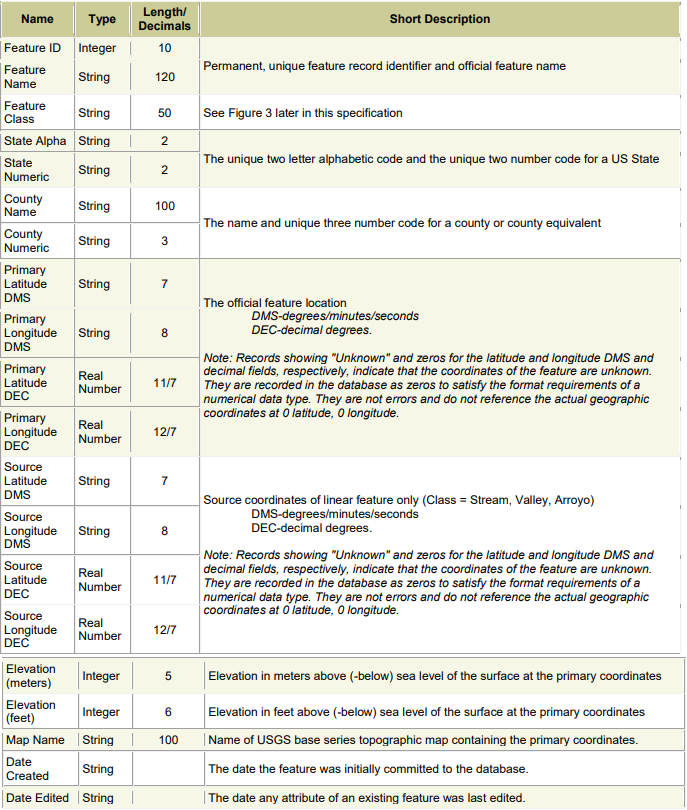 Name Type Length/
Decimals Short Description
Feature ID Integer 10
Feature
Name String 120
Permanent, unique feature record identifier and official feature name
Feature
Class String 50 See Figure 3 later in this specification
State Alpha String 2
State
Numeric String 2
The unique two letter alphabetic code and the unique two number code for a US State
County
Name String 100
County
Numeric String 3
The name and unique three number code for a county or county equivalent
Primary
Latitude
DMS String 7
Primary
Longitude
DMS String 8
Primary
Latitude
DEC Real
Number 11/7
Primary
Longitude
DEC Real
Number 12/7
The official feature location
DMS-degrees/minutes/seconds
DEC-decimal degrees.
Note: Records showing "Unknown" and zeros for the latitude and longitude DMS and
decimal fields, respectively, indicate that the coordinates of the feature are unknown.
They are recorded in the database as zeros to satisfy the format requirements of a
numerical data type. They are not errors and do not reference the actual geographic
coordinates at 0 latitude, 0 longitude.
Source
Latitude
DMS String 7
Source
Longitude
DMS String 8
Source
Latitude
DEC Real
Number 11/7
Source
Longitude
DEC Real
Number 12/7
Source coordinates of linear feature only (Class = Stream, Valley, Arroyo)
DMS-degrees/minutes/seconds
DEC-decimal degrees.
Note: Records showing "Unknown" and zeros for the latitude and longitude DMS and
decimal fields, respectively, indicate that the coordinates of the feature are unknown.
They are recorded in the database as zeros to satisfy the format requirements of a
numerical data type. They are not errors and do not reference the actual geographic
coordinates at 0 latitude, 0 longitude.
Elevation
(meters) Integer 5 Elevation in meters above (-below) sea level of the surface at the primary coordinates
Elevation
(feet) Integer 6 Elevation in feet above (-below) sea level of the surface at the primary coordinates
Map Name String 100 Name of USGS base series topographic map containing the primary coordinates.
Date
Created String The date the feature was initially committed to the database.
Date Edited String The date any attribute of an existing feature was last edited.